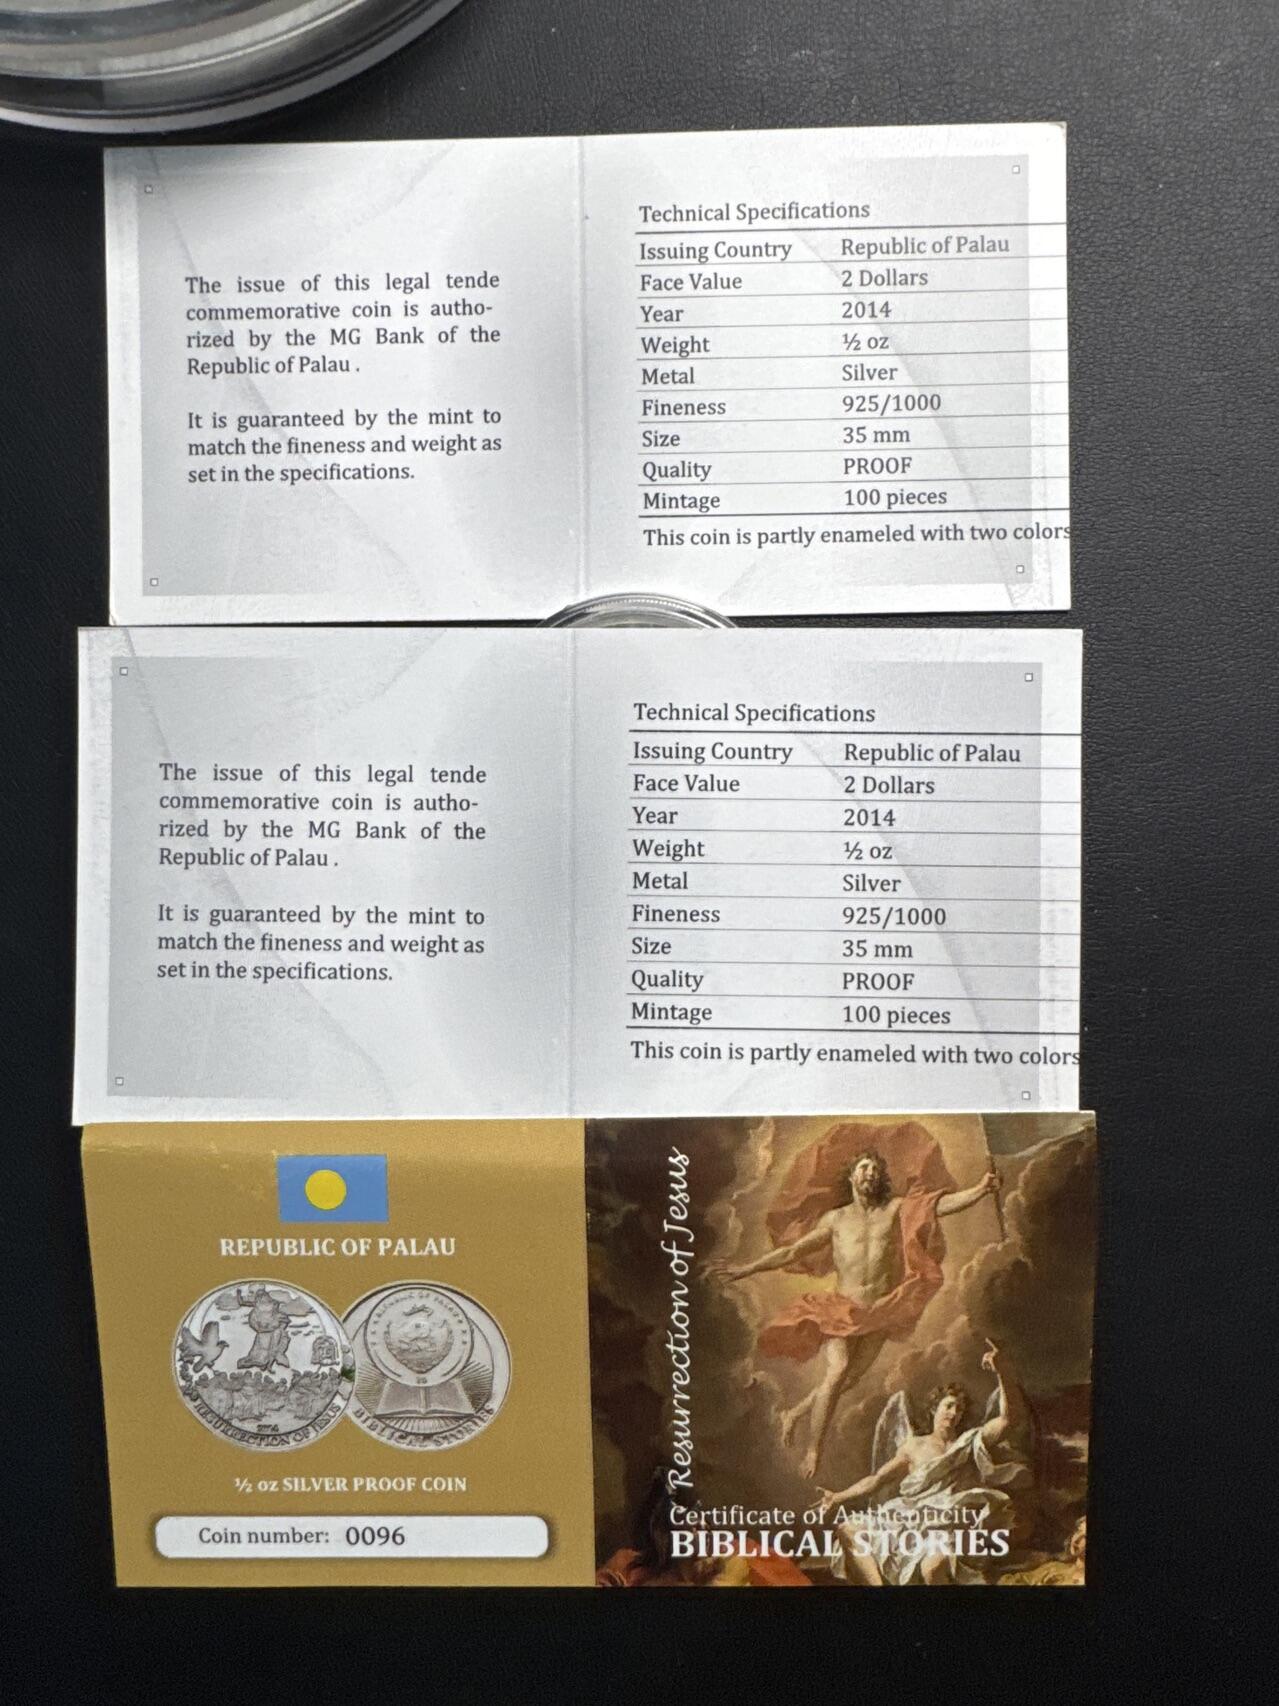 The issue of this legal tende
commemorative coin is autho-
rized by the MG Bank of the
Republic of Palau .
It is guaranteed by the mint to
match the fineness and weight as
set in the specifications.
Technical Specifications
Issuing Country Republic of Palau
Face Value 2 Dollars
Year 2014
Weight ½ oz
Metal Silver
Fineness 925/1000
Size 35 mm
Quality PROOF
Mintage 100 pieces
This coin is partly enameled with two colors
The issue of this legal tende
commemorative coin is autho-
rized by the MG Bank of the
Republic of Palau .
It is guaranteed by the mint to
match the fineness and weight as
set in the specifications.
Technical Specifications
Issuing Country Republic of Palau
Face Value 2 Dollars
Year 2014
Weight ½ oz
Metal Silver
Fineness 925/1000
Size 35 mm
Quality PROOF
Mintage 100 pieces
This coin is partly enameled with two colors
REPUBLIC OF PALAU
RESURRECTION OF JESUS
BIBLICAL STORIES
½ oz SILVER PROOF COIN
Coin number: 0096
Resurrection of Jesus
Certificate of Authenticity
BIBLICAL STORIES